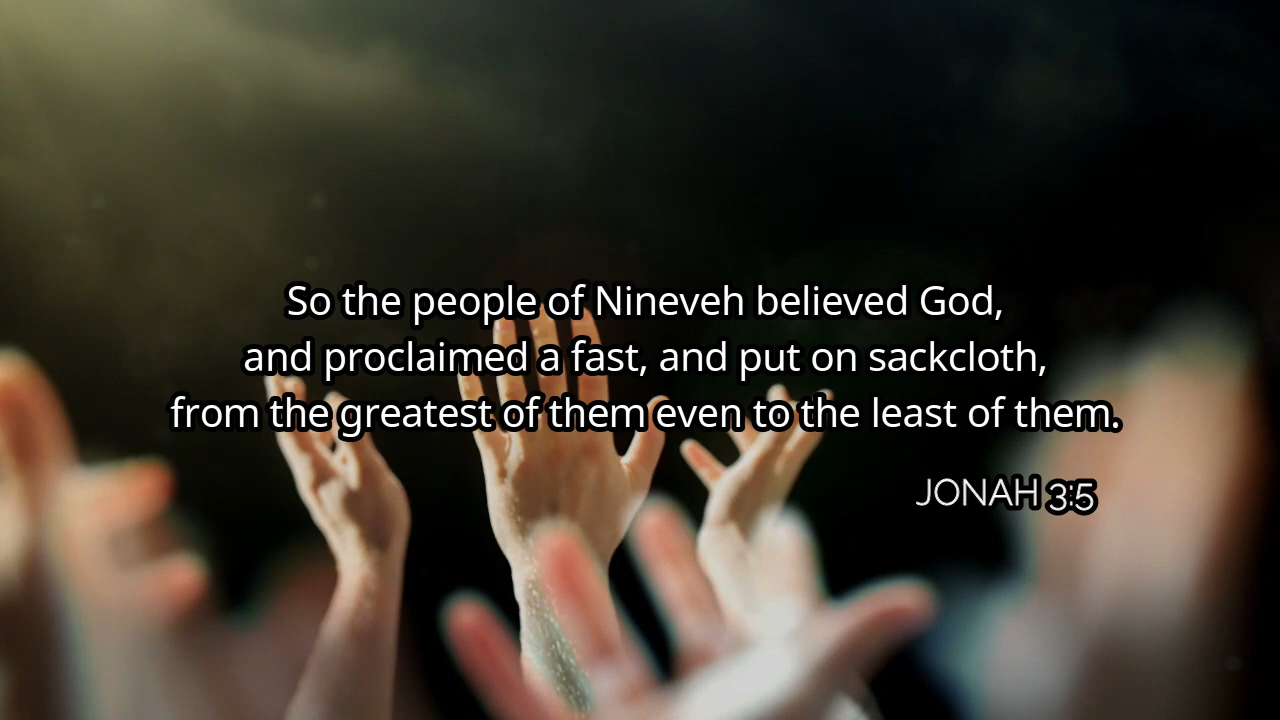 So the people of Nineveh believed God,
and proclaimed a fast, and put on sackcloth,
from the greatest of them even to the least of them.
JONAH 3:5